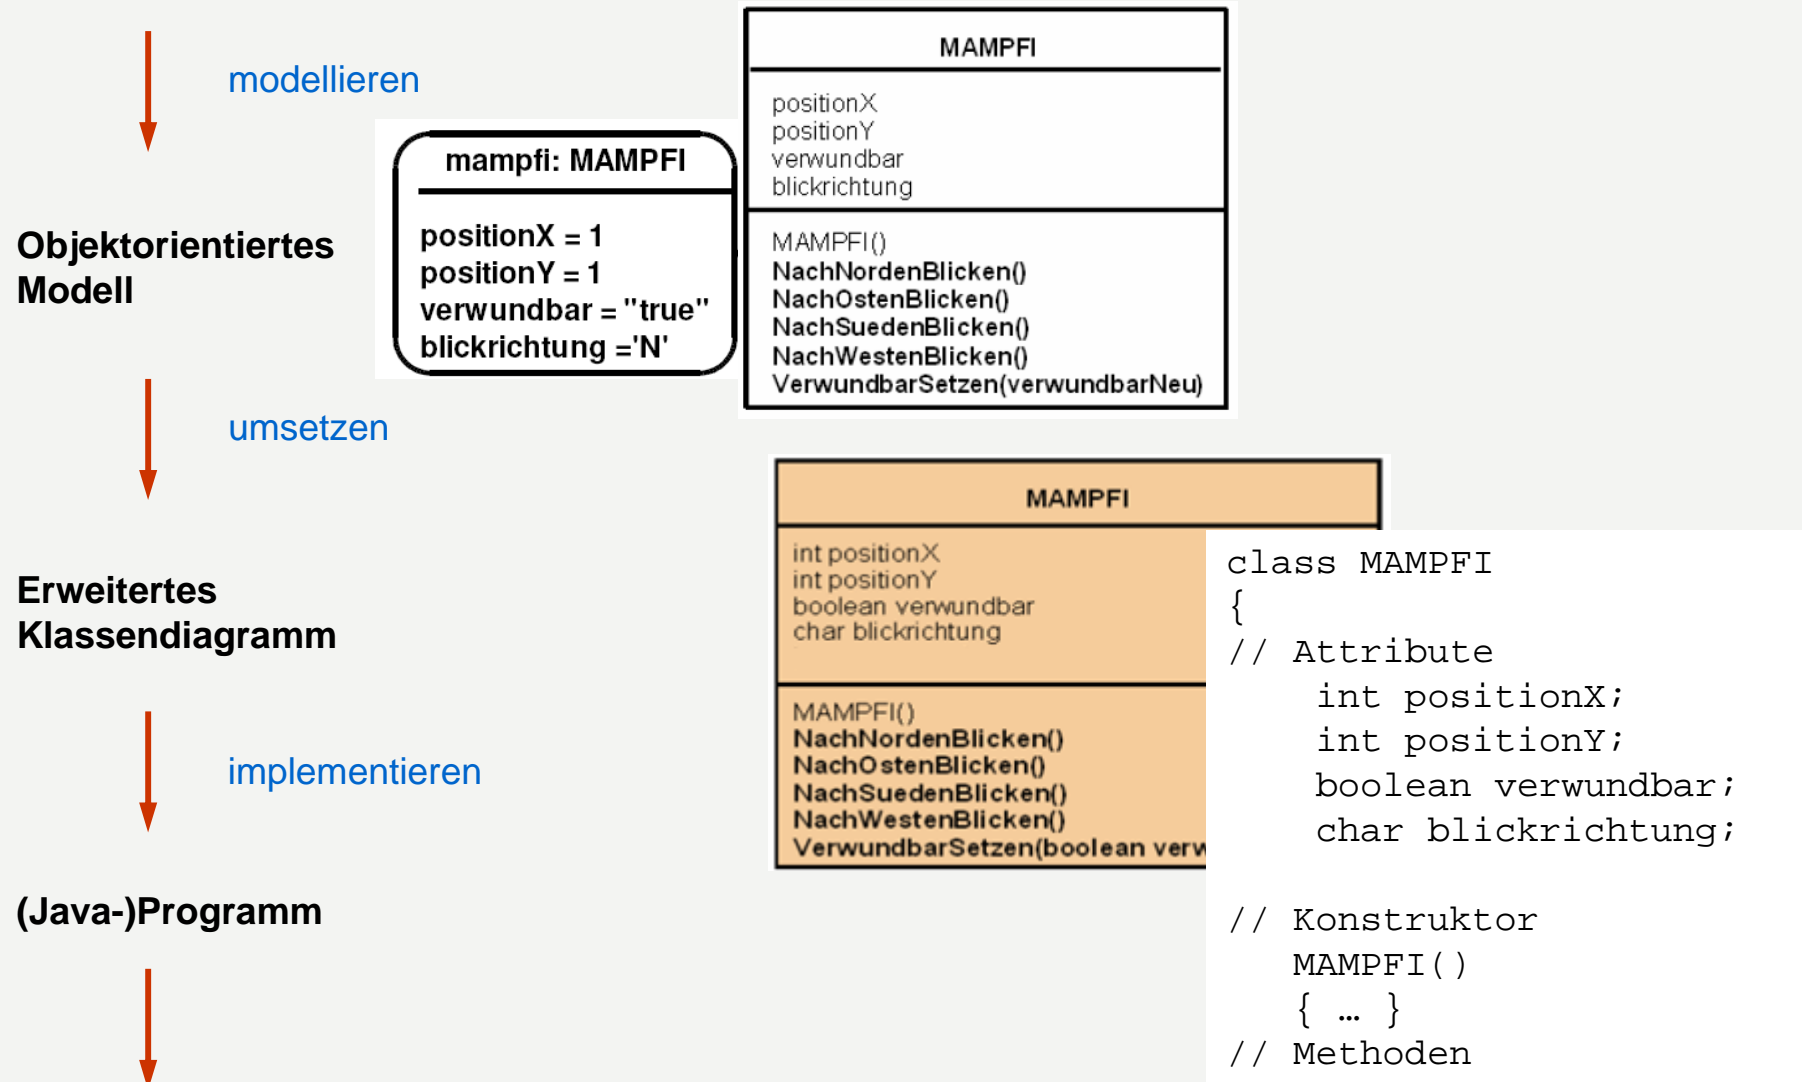 modellieren
MAMPFI
positionX
positionY
verwundbar
blickrichtung
MAMPFI()
NachNordenBlicken()
NachOstenBlicken()
NachSuedenBlicken()
NachWestenBlicken()
VerwundbarSetzen(verwundbarNeu)
mampfi: MAMPFI
positionX = 1
positionY = 1
verwundbar = "true"
blickrichtung ='N'
Objektorientiertes
Modell
umsetzen
MAMPFI
int positionX
int positionY
boolean verwundbar
char blickrichtung
MAMPFI()
NachNordenBlicken()
NachOstenBlicken()
NachSuedenBlicken()
NachWestenBlicken()
VerwundbarSetzen(boolean verw
Erweitertes
Klassendiagramm
implementieren
(Java-)Programm
class MAMPFI
{
// Attribute
int positionX;
int positionY;
boolean verwundbar;
char blickrichtung;
// Konstruktor
MAMPFI()
{ … }
// Methoden